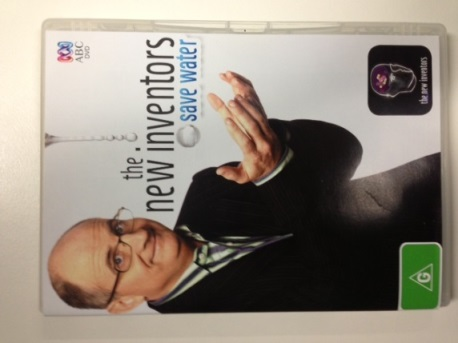 ABC
DVD
the
new inventors
save water
the new inventors
G